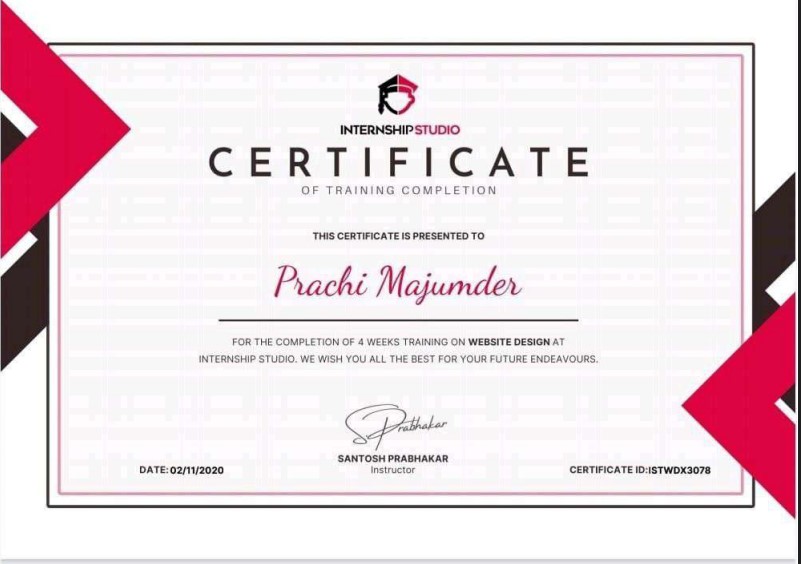 INTERNSHIPSTUDIO
CERTIFICATE
OF TRAINING COMPLETION
THIS CERTIFICATE IS PRESENTED TO
Prachi Majumder
FOR THE COMPLETION OF 4 WEEKS TRAINING ON WEBSITE DESIGN AT
INTERNSHIP STUDIO. WE WISH YOU ALL THE BEST FOR YOUR FUTURE ENDEAVOURS.
S. Prabhakar
SANTOSH PRABHAKAR
Instructor
DATE: 02/11/2020
CERTIFICATE ID:ISTWDX3078